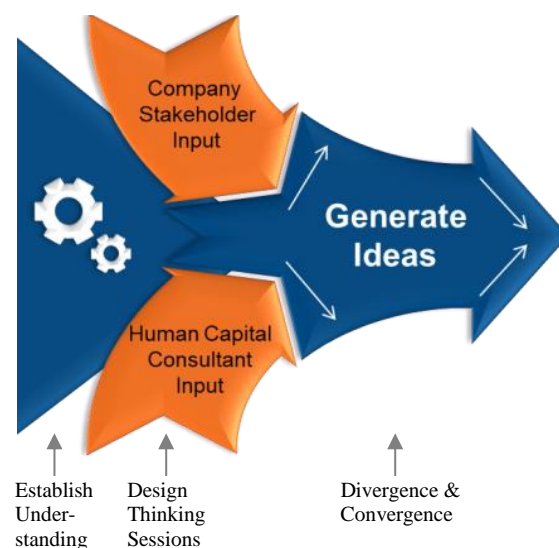 Company
Stakeholder
Input
Generate
Ideas
Human Capital
Consultant
Input
Establish
Under-
standing
Design
Thinking
Sessions
Divergence &
Convergence